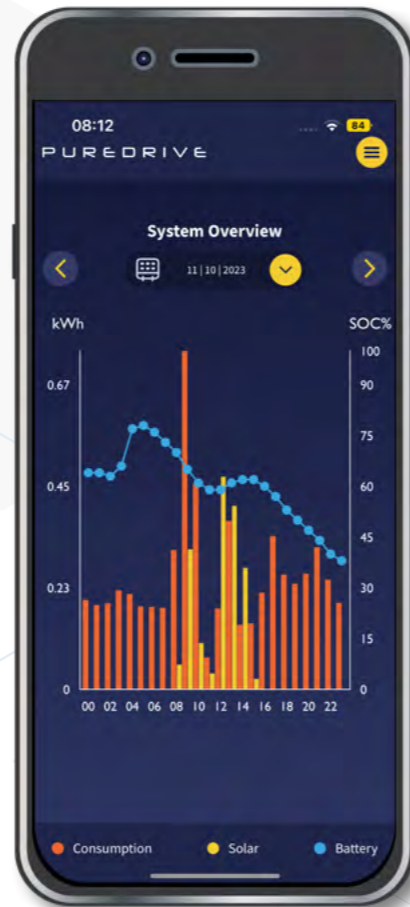 08:12
84
PUREDRIVE
System Overview
11|10|2023
kWh
SOC%
100
0.67
90
75
0.45
60
45
0.23
30
15
0
0
00 02 04 06 08 10 12 14 16 18 20 22
Consumption
Solar
Battery